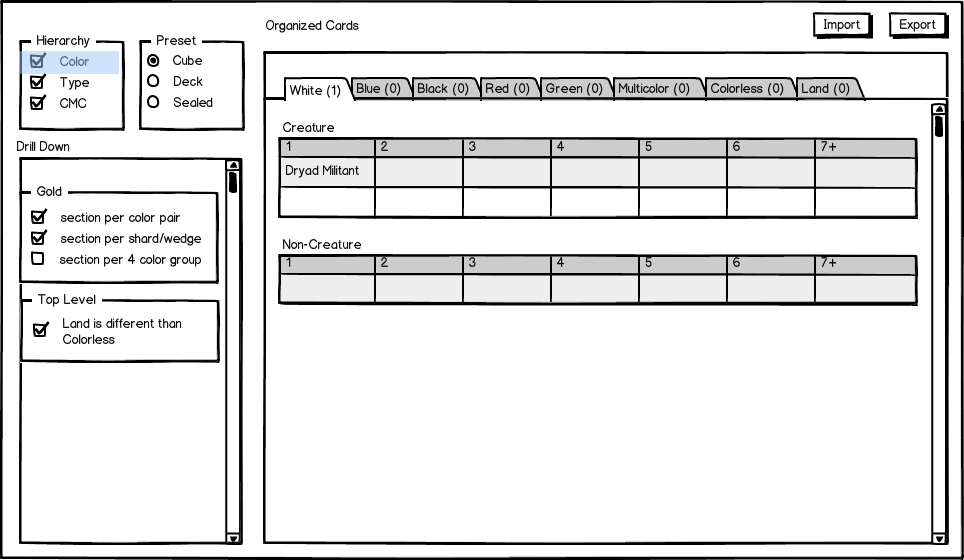 Organized Cards
Import
Export
Hierarchy
Color
Type
CMC
Preset
Cube
Deck
Sealed
Drill Down
Gold
section per color pair
section per shard/wedge
section per 4 color group
Top Level
Land is different than
Colorless
White (1)
Blue (0)
Black (0)
Red (0)
Green (0)
Multicolor (0)
Colorless (0)
Land (0)
Creature
1 2 3 4 5 6 7+
Dryad Militant
Non-Creature
1 2 3 4 5 6 7+